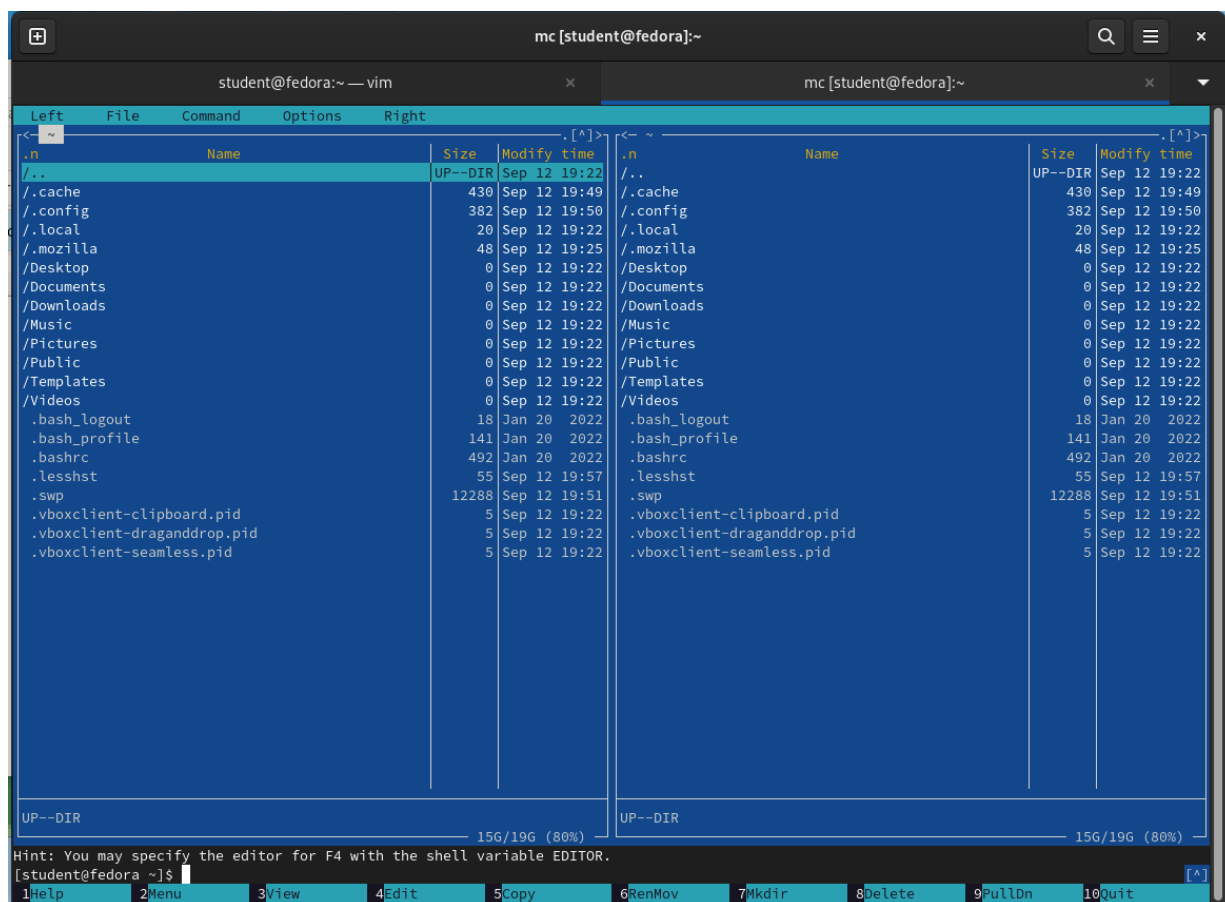 mc [student@fedora]:~
student@fedora:~ — vim × mc [student@fedora]:~ ×
Left File Command Options Right
<— ~ .[^]> <— ~ .[^]>
.n Name Size Modify time .n Name Size Modify time
/.. UP--DIR Sep 12 19:22 /.. UP--DIR Sep 12 19:22
/.cache 430 Sep 12 19:49 /.cache 430 Sep 12 19:49
/.config 382 Sep 12 19:50 /.config 382 Sep 12 19:50
/.local 20 Sep 12 19:22 /.local 20 Sep 12 19:22
/.mozilla 48 Sep 12 19:25 /.mozilla 48 Sep 12 19:25
/Desktop 0 Sep 12 19:22 /Desktop 0 Sep 12 19:22
/Documents 0 Sep 12 19:22 /Documents 0 Sep 12 19:22
/Downloads 0 Sep 12 19:22 /Downloads 0 Sep 12 19:22
/Music 0 Sep 12 19:22 /Music 0 Sep 12 19:22
/Pictures 0 Sep 12 19:22 /Pictures 0 Sep 12 19:22
/Public 0 Sep 12 19:22 /Public 0 Sep 12 19:22
/Templates 0 Sep 12 19:22 /Templates 0 Sep 12 19:22
/Videos 0 Sep 12 19:22 /Videos 0 Sep 12 19:22
.bash_logout 18 Jan 20 2022 .bash_logout 18 Jan 20 2022
.bash_profile 141 Jan 20 2022 .bash_profile 141 Jan 20 2022
.bashrc 492 Jan 20 2022 .bashrc 492 Jan 20 2022
.lesshst 55 Sep 12 19:57 .lesshst 55 Sep 12 19:57
.swp 12288 Sep 12 19:51 .swp 12288 Sep 12 19:51
.vboxclient-clipboard.pid 5 Sep 12 19:22 .vboxclient-clipboard.pid 5 Sep 12 19:22
.vboxclient-draganddrop.pid 5 Sep 12 19:22 .vboxclient-draganddrop.pid 5 Sep 12 19:22
.vboxclient-seamless.pid 5 Sep 12 19:22 .vboxclient-seamless.pid 5 Sep 12 19:22
UP--DIR UP--DIR
15G/19G (80%) 15G/19G (80%)
Hint: You may specify the editor for F4 with the shell variable EDITOR.
[student@fedora ~]$ [^]
1Help 2Menu 3View 4Edit 5Copy 6RenMov 7Mkdir 8Delete 9PullDn 10Quit